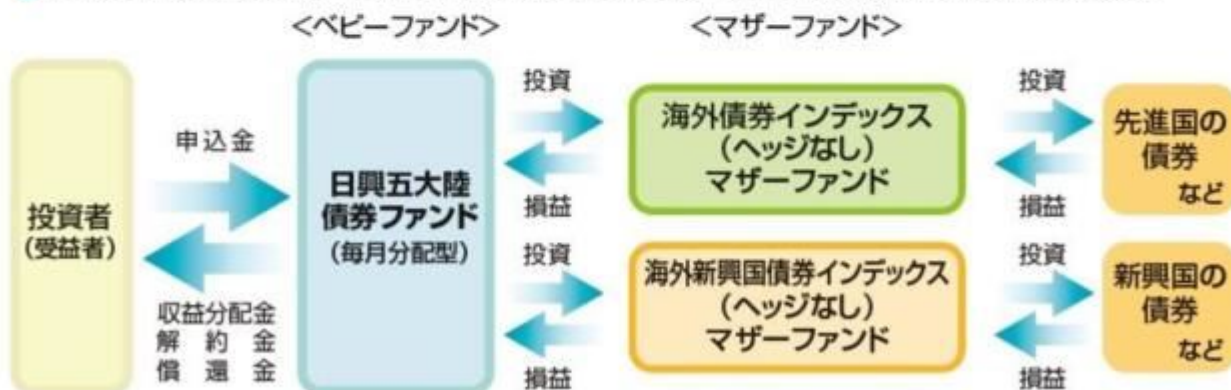 <ベビーファンド>
<マザーファンド>
投資者
(受益者)
申込金
収益分配金
解約金
償還金
日興五大陸
債券ファンド
(毎月分配型)
投資
損益
投資
損益
海外債券インデックス
(ヘッジなし)
マザーファンド
海外新興国債券インデックス
(ヘッジなし)
マザーファンド
投資
損益
投資
損益
先進国の
債券
など
新興国の
債券
など